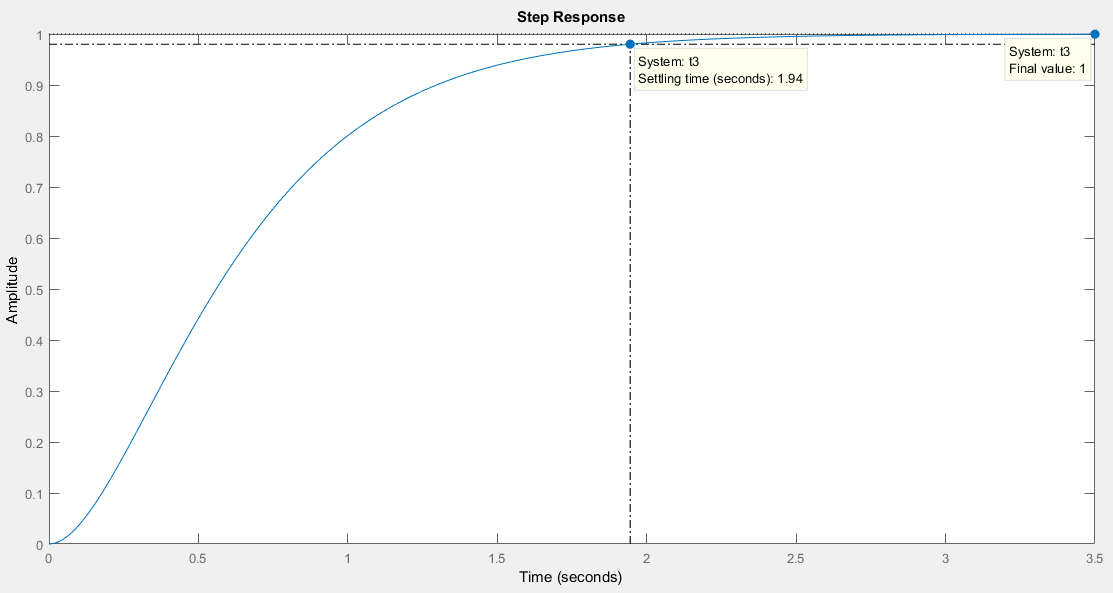 Step Response
1
0.9
0.8
0.7
0.6
0.5
0.4
0.3
0.2
0.1
0
Amplitude
System: t3
Settling time (seconds): 1.94
System: t3
Final value: 1
0
0.5
1
1.5
2
2.5
3
3.5
Time (seconds)